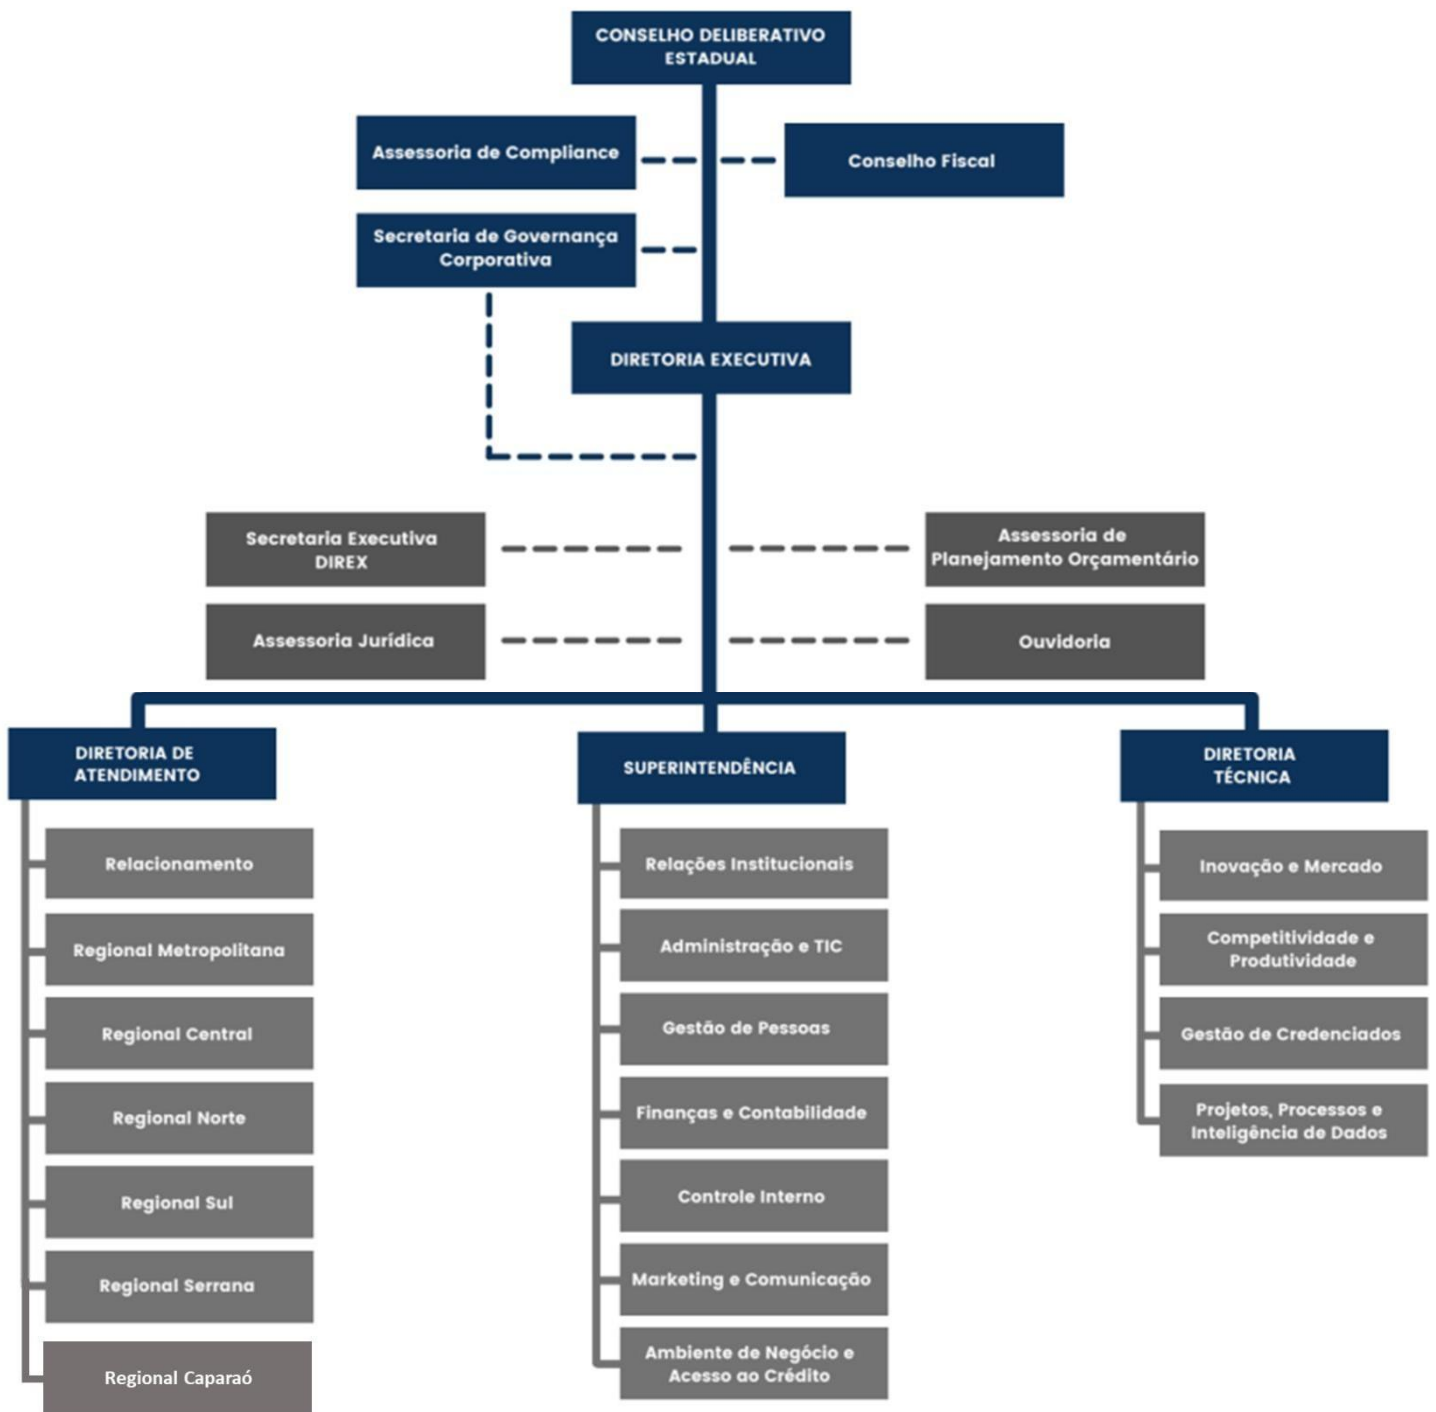 CONSELHO DELIBERATIVO
ESTADUAL
Assessoria de Compliance
Conselho Fiscal
Secretaria de Governança
Corporativa
DIRETORIA EXECUTIVA
Secretaria Executiva
DIREX
Assessoria de
Planejamento Orçamentário
Assessoria Jurídica
Ouvidoria
DIRETORIA DE
ATENDIMENTO
Relacionamento
Regional Metropolitana
Regional Central
Regional Norte
Regional Sul
Regional Serrana
Regional Caparaó
SUPERINTENDÊNCIA
Relações Institucionais
Administração e TIC
Gestão de Pessoas
Finanças e Contabilidade
Controle Interno
Marketing e Comunicação
Ambiente de Negócio e
Acesso ao Crédito
DIRETORIA
TÉCNICA
Inovação e Mercado
Competitividade e
Produtividade
Gestão de Credenciados
Projetos, Processos e
Inteligência de Dados